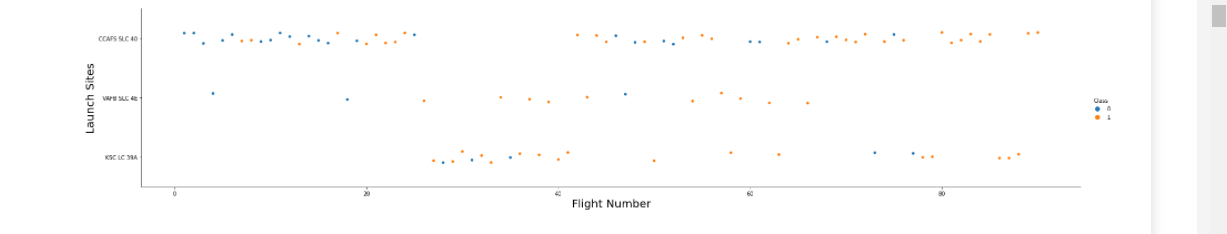 CCAFS SLC 40
VAFB SLC 4E
KSC LC 39A
Launch Sites
0 20 40 60 80
Flight Number
Class
0
1